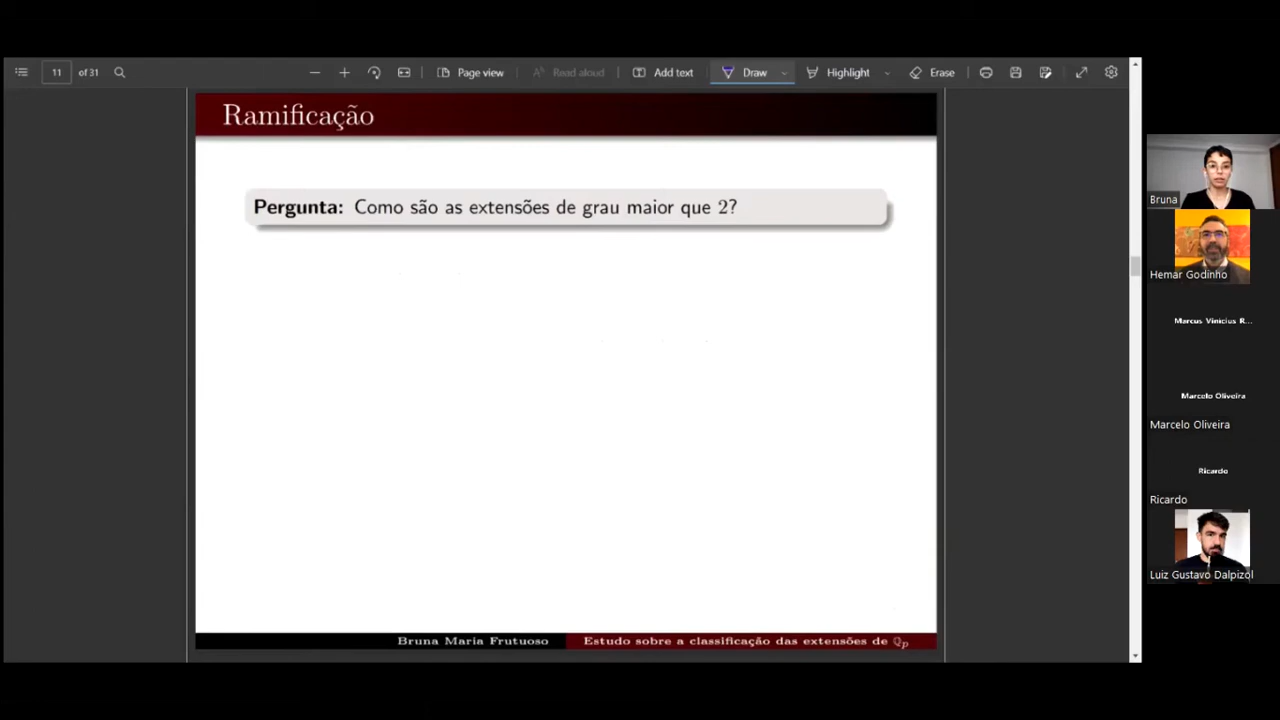 11 of 31
Page view
Read aloud
Add text
Draw
Highlight
Erase
Ramificação
Pergunta: Como são as extensões de grau maior que 2?
Bruna Maria Frutuoso
Estudo sobre a classificação das extensões de ℚp
Bruna
Hemar Godinho
Marcus Vinicius R...
Marcelo Oliveira
Marcelo Oliveira
Ricardo
Ricardo
Luiz Gustavo Dalpizol